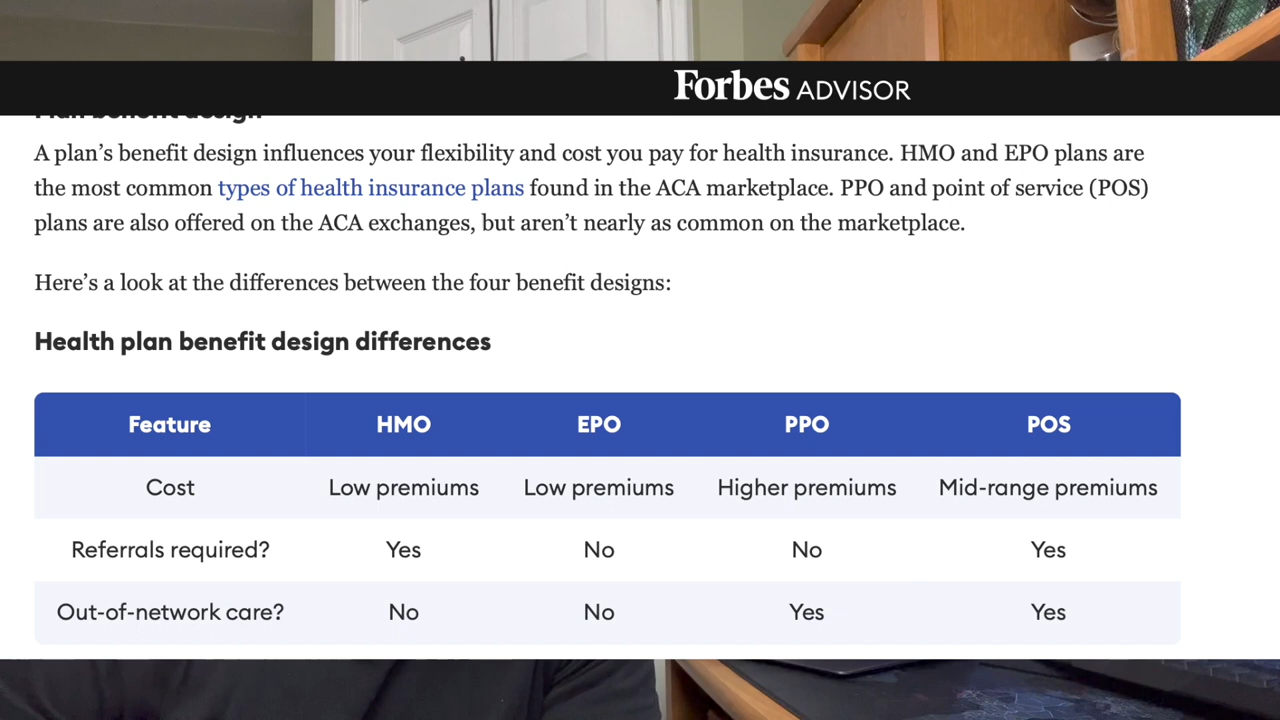 Forbes ADVISOR
Plan benefit design
A plan’s benefit design influences your flexibility and cost you pay for health insurance. HMO and EPO plans are
the most common types of health insurance plans found in the ACA marketplace. PPO and point of service (POS)
plans are also offered on the ACA exchanges, but aren’t nearly as common on the marketplace.
Here’s a look at the differences between the four benefit designs:
Health plan benefit design differences
Feature HMO EPO PPO POS
Cost Low premiums Low premiums Higher premiums Mid-range premiums
Referrals required? Yes No No Yes
Out-of-network care? No No Yes Yes